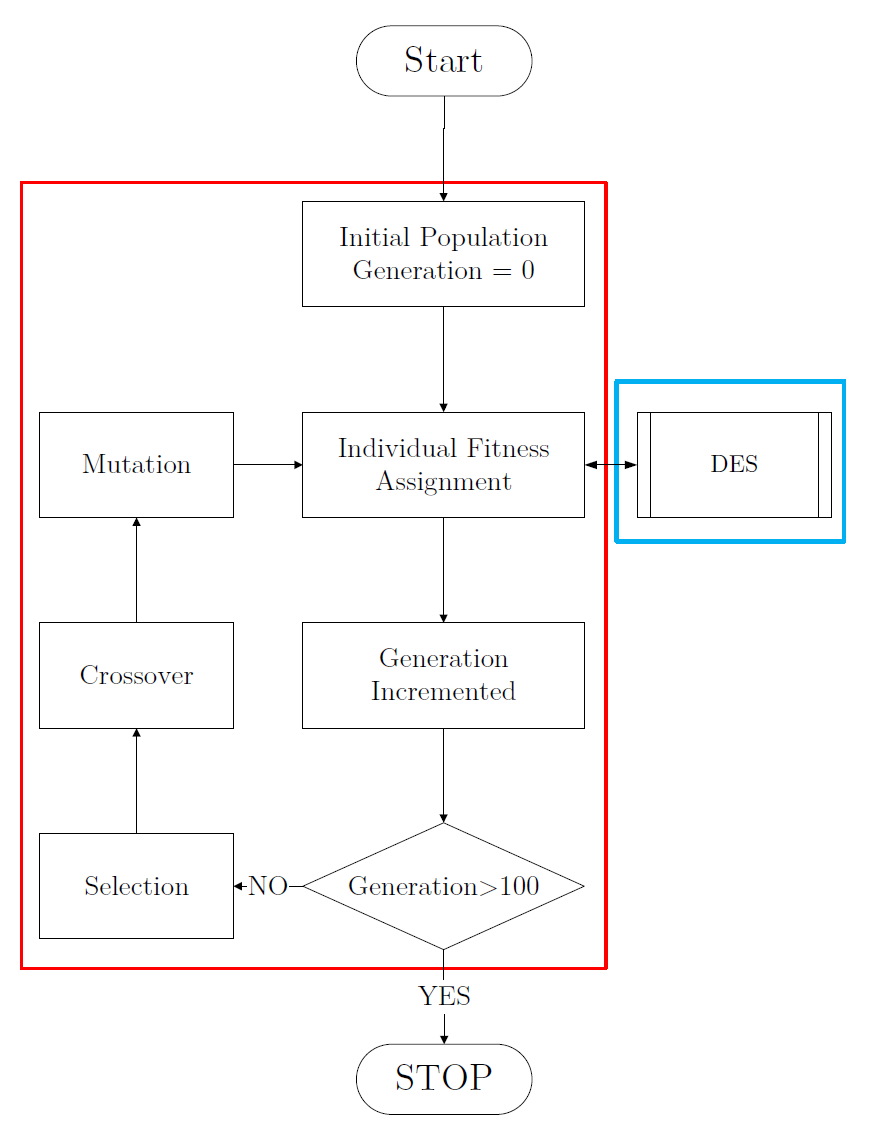 Start
Initial Population
Generation = 0
Mutation
Individual Fitness
Assignment
DES
Generation
Incremented
Crossover
Selection
NO
Generation>100
YES
STOP